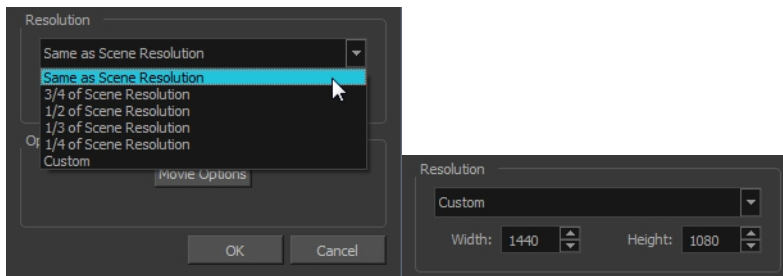 Resolution
Same as Scene Resolution
Same as Scene Resolution
3/4 of Scene Resolution
1/2 of Scene Resolution
1/3 of Scene Resolution
1/4 of Scene Resolution
Custom
Op
Movie Options
OK
Cancel
Resolution
Custom
Width: 1440
Height: 1080